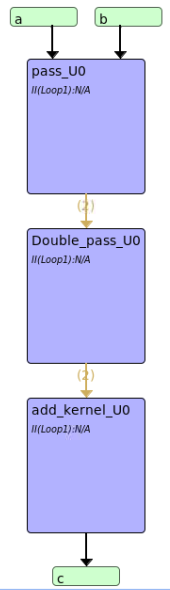 a
b
pass_U0
II(Loop1):N/A
(2)
Double_pass_U0
II(Loop1):N/A
(2)
add_kernel_U0
II(Loop1):N/A
c